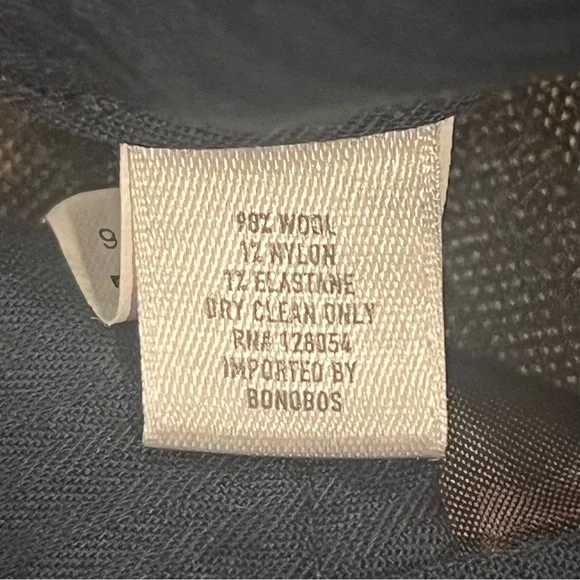 98% WOOL
1% NYLON
1% ELASTANE
DRY CLEAN ONLY
RN# 128054
IMPORTED BY
BONOBOS